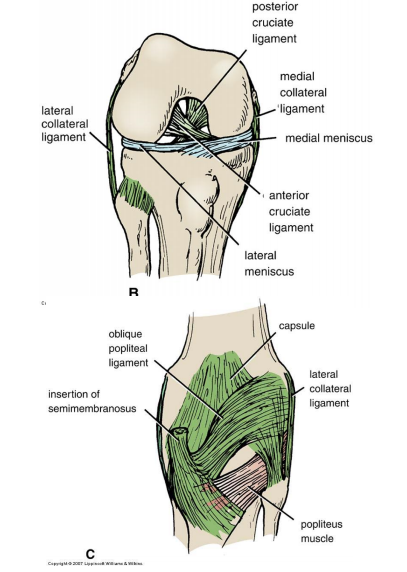 posterior
cruciate
ligament
medial
collateral
ligament
lateral
collateral
ligament
medial meniscus
anterior
cruciate
ligament
lateral
meniscus
B
capsule
oblique
popliteal
ligament
lateral
collateral
ligament
insertion of
semimembranosus
popliteus
muscle
C
Copyright © 2007 Lippincott Williams & Wilkins